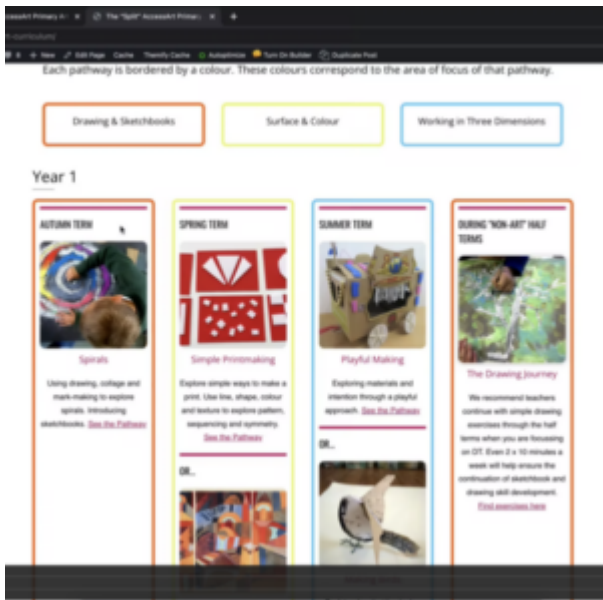 AccessArt Primary Ar
The "Split" AccessArt Primary
t-curriculum/
8 + New Edit Page Cache Themify Cache Autoptimize Turn On Builder Duplicate Post
Each pathway is bordered by a colour. These colours correspond to the area of focus of that pathway.
Drawing & Sketchbooks
Surface & Colour
Working in Three Dimensions
Year 1
AUTUMN TERM
Spirals
Using drawing, collage and
mark-making to explore
spirals. Introducing
sketchbooks. See the Pathway
SPRING TERM
Simple Printmaking
Explore simple ways to make a
print. Use line, shape, colour
and texture to explore pattern,
sequencing and symmetry.
See the Pathway
OR...
SUMMER TERM
Playful Making
Exploring materials and
intention through a playful
approach. See the Pathway
OR...
DURING "NON-ART" HALF
TERMS
The Drawing Journey
We recommend teachers
continue with simple drawing
exercises through the half
terms when you are focussing
on DT. Even 2 x 10 minutes a
week will help ensure the
continuation of sketchbook and
drawing skill development.
Find exercises here